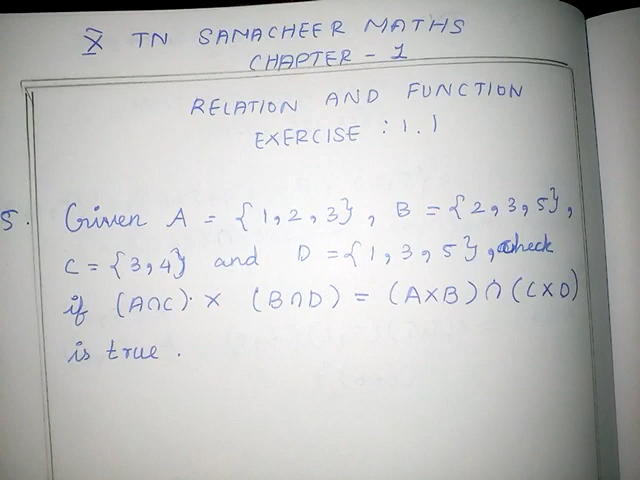 X TN SAMACHEER MATHS
CHAPTER - 1
RELATION AND FUNCTION
EXERCISE : 1.1
5. Given A = {1,2,3}, B = {2,3,5},
C = {3,4} and D = {1,3,5}, check
if (A∩C) × (B∩D) = (A×B)∩(C×D)
is true.